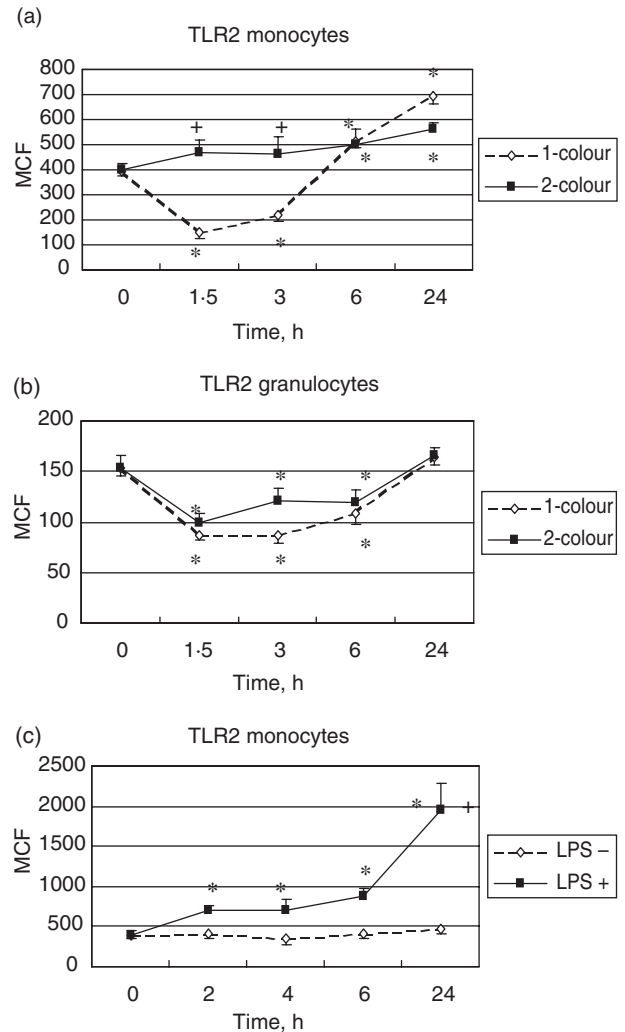 (a)
TLR2 monocytes
800
700
600
500
400
300
200
100
0
MCF
0 1·5 3 6 24
Time, h
+ + * * * * * *
1-colour
2-colour
(b)
TLR2 granulocytes
200
150
100
50
0
MCF
0 1·5 3 6 24
Time, h
* * * * * *
1-colour
2-colour
(c)
TLR2 monocytes
2500
2000
1500
1000
500
0
MCF
0 2 4 6 24
Time, h
* * * * +
LPS –
LPS +